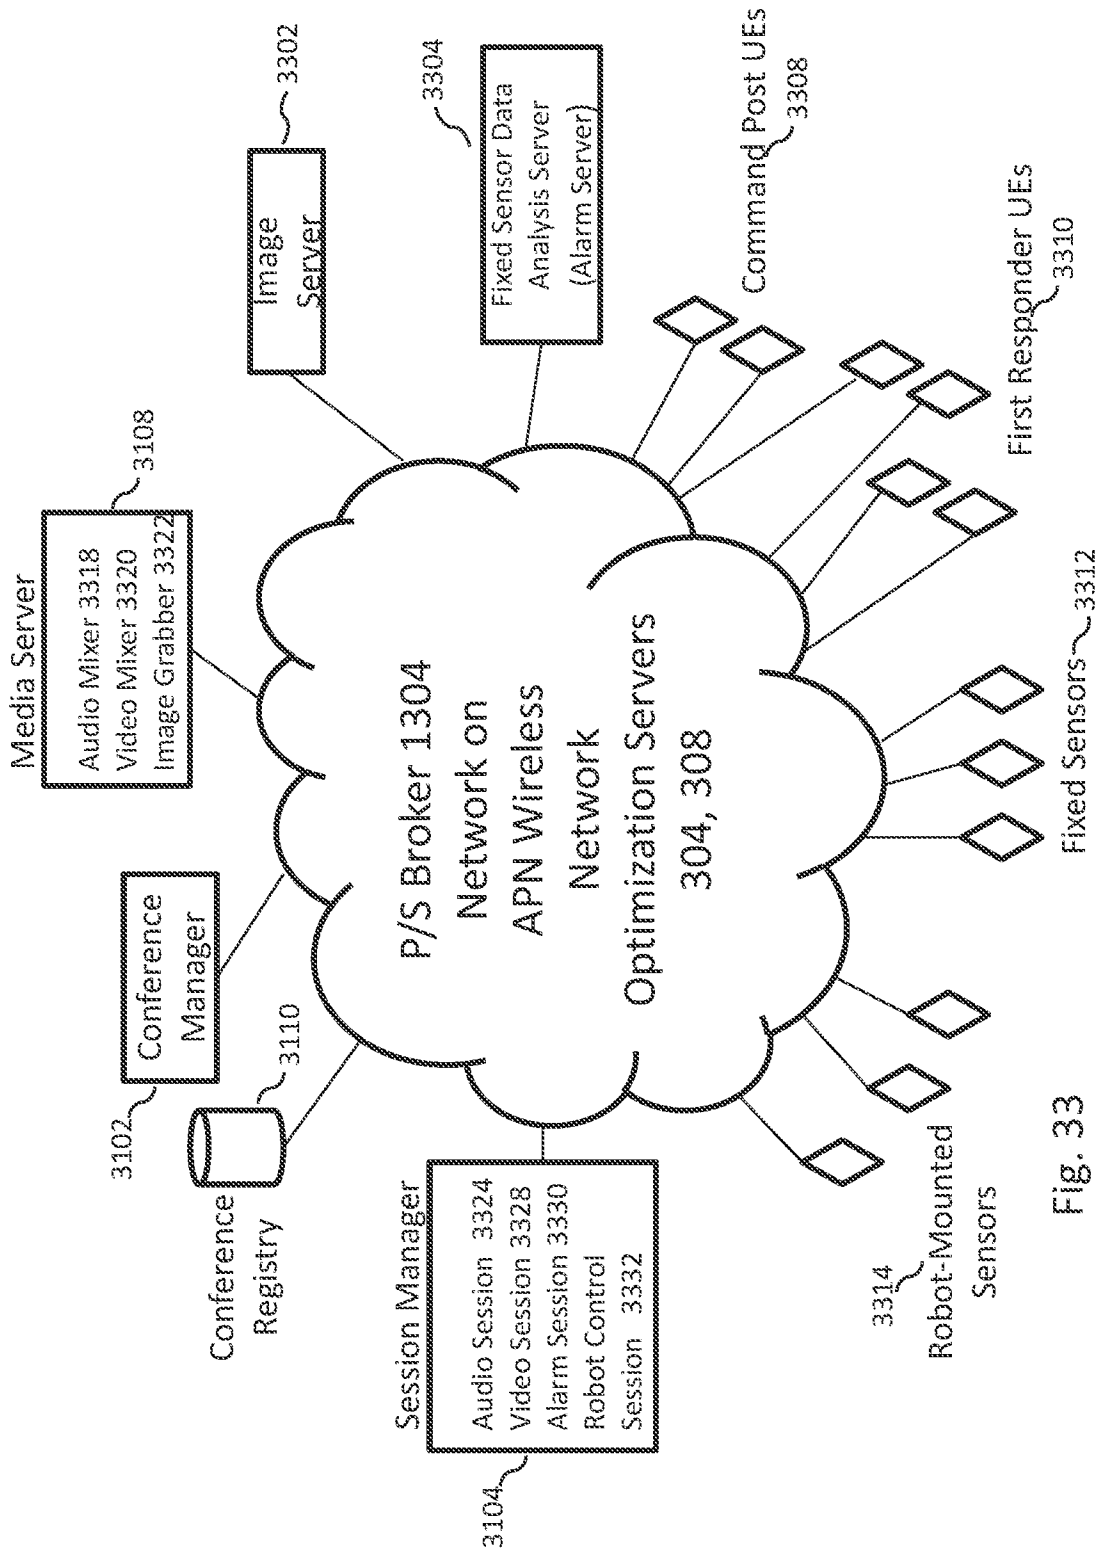 Media Server
3108
Audio Mixer 3318
Video Mixer 3320
Image Grabber 3322
3302
Image
Server
3304
Fixed Sensor Data
Analysis Server
(Alarm Server)
3102
Conference
Manager
3110
Conference
Registry
Session Manager
3104
Audio Session 3324
Video Session 3328
Alarm Session 3330
Robot Control
Session 3332
P/S Broker 1304
Network on
APN Wireless
Network
Optimization Servers
304, 308
Command Post UEs
3308
First Responder UEs
3310
Fixed Sensors
3312
3314
Robot-Mounted
Sensors
Fig. 33